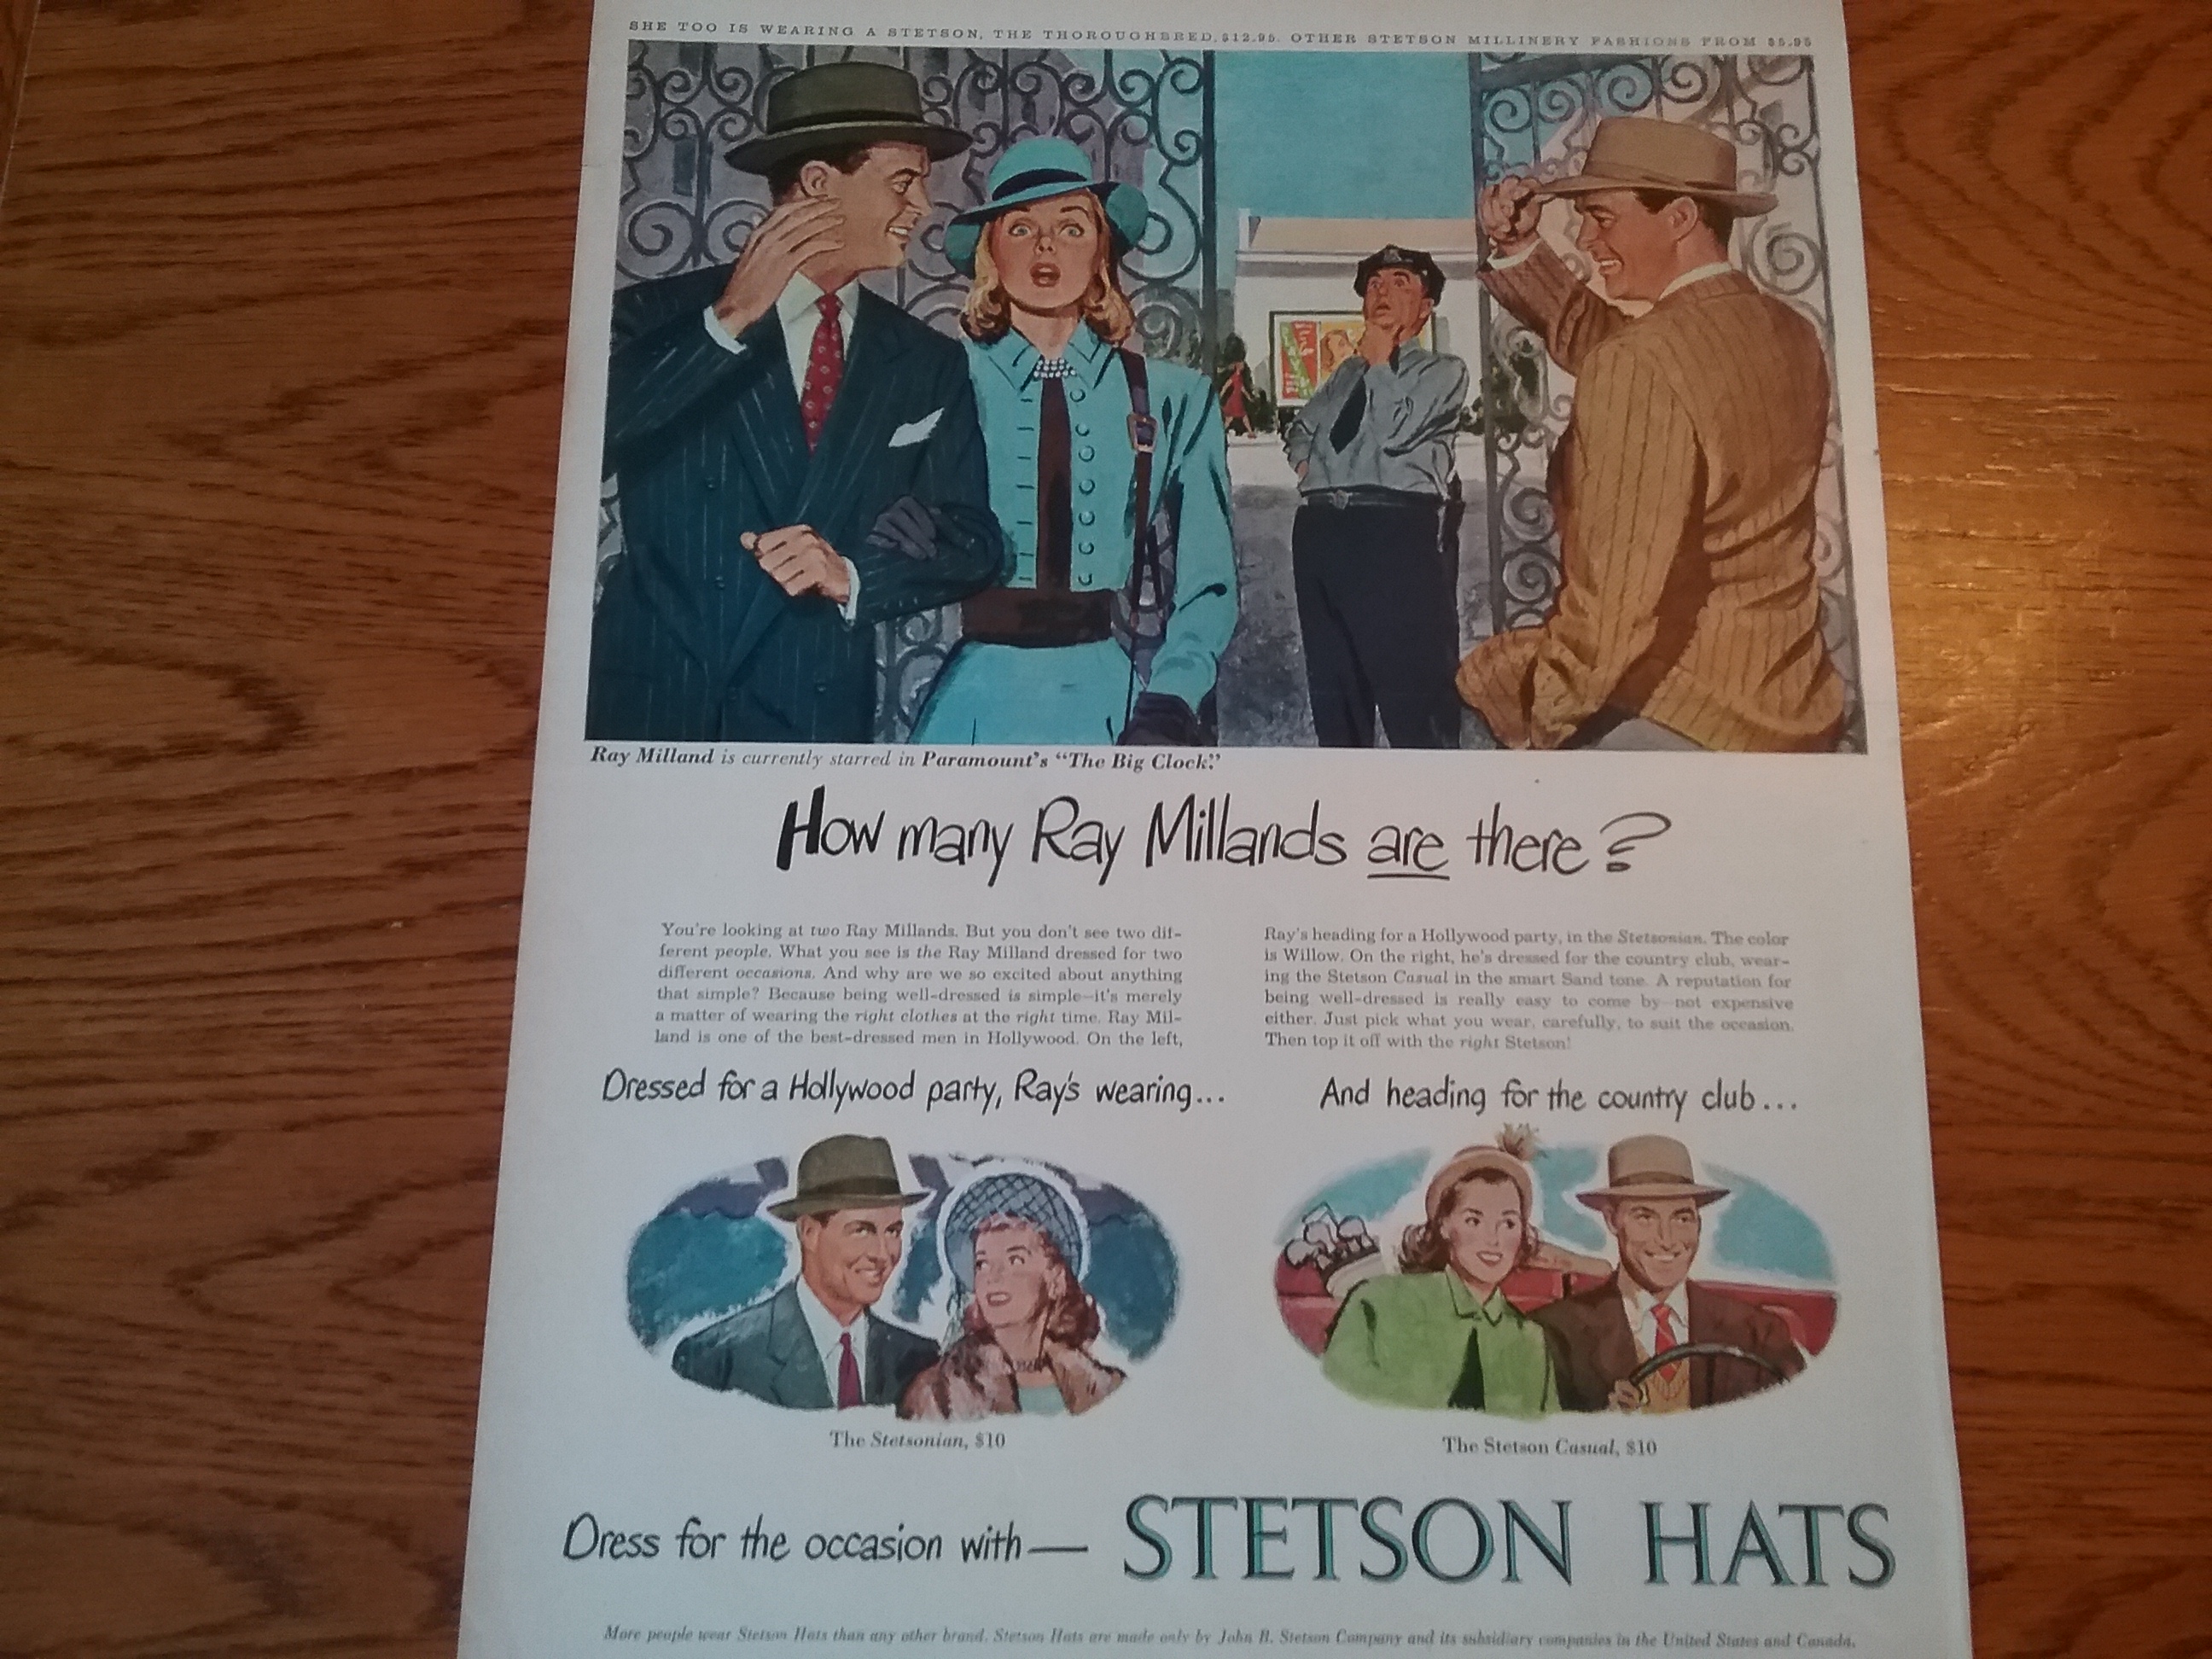 SHE TOO IS WEARING A STETSON, THE THOROUGHBRED, $12.95. OTHER STETSON MILLINERY FASHIONS FROM $5.95
Ray Milland is currently starred in Paramount's "The Big Clock."
How many Ray Millands are there?
You're looking at two Ray Millands. But you don't see two dif-
ferent people. What you see is the Ray Milland dressed for two
different occasions. And why are we so excited about anything
that simple? Because being well-dressed is simple—it's merely
a matter of wearing the right clothes at the right time. Ray Mil-
land is one of the best-dressed men in Hollywood. On the left,
Ray's heading for a Hollywood party, in the Stetsonian. The color
is Willow. On the right, he's dressed for the country club, wear-
ing the Stetson Casual in the smart Sand tone. A reputation for
being well-dressed is really easy to come by—not expensive
either. Just pick what you wear, carefully, to suit the occasion.
Then top it off with the right Stetson!
Dressed for a Hollywood party, Ray's wearing...
And heading for the country club...
The Stetsonian, $10
The Stetson Casual, $10
Dress for the occasion with— STETSON HATS
More people wear Stetson Hats than any other brand. Stetson Hats are made only by John B. Stetson Company and its subsidiary companies in the United States and Canada.